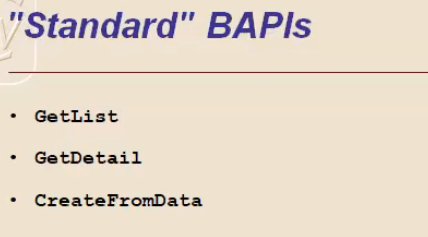 "Standard" BAPIs
• GetList
• GetDetail
• CreateFromData